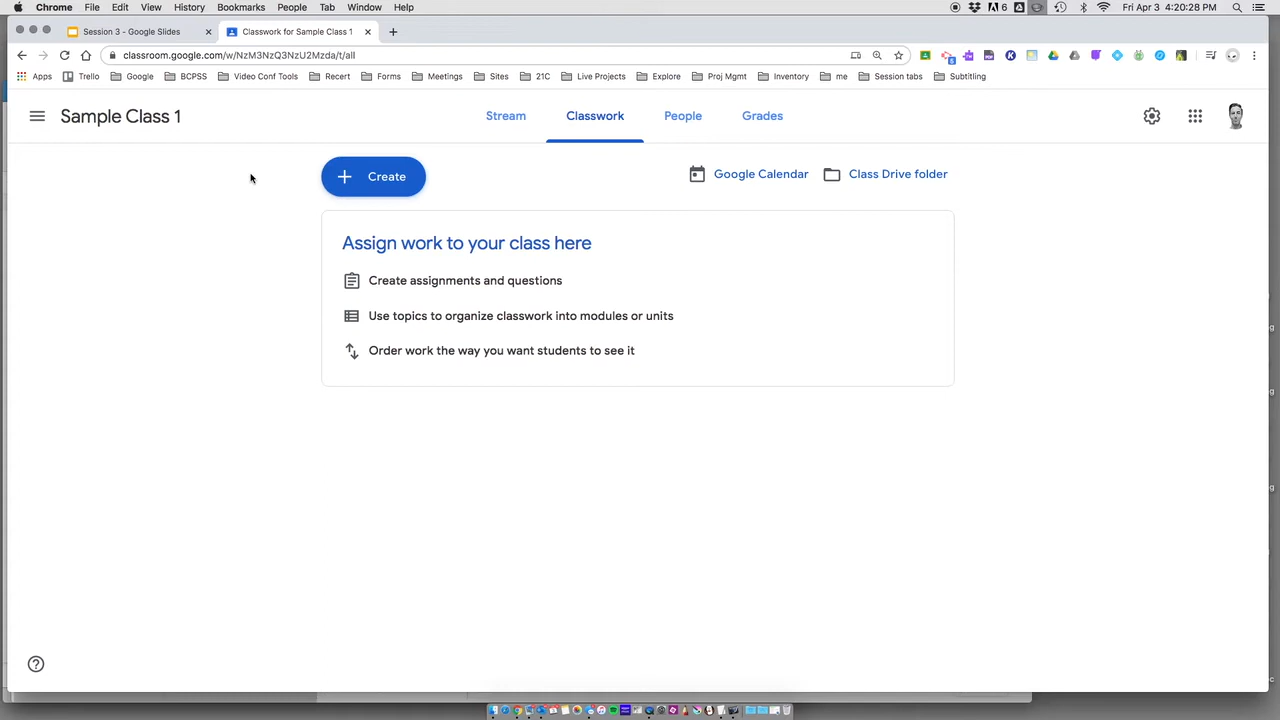 Chrome File Edit View History Bookmarks People Tab Window Help 6 Fri Apr 3 4:20:28 PM
Session 3 - Google Slides Classwork for Sample Class 1
classroom.google.com/w/NzM3NzQ3NzU2Mzda/t/all
Apps Trello Google BCPSS Video Conf Tools Recert Forms Meetings Sites 21C Live Projects Explore Proj Mgmt Inventory me Session tabs Subtitling
Sample Class 1 Stream Classwork People Grades
Create Google Calendar Class Drive folder
Assign work to your class here
Create assignments and questions
Use topics to organize classwork into modules or units
Order work the way you want students to see it